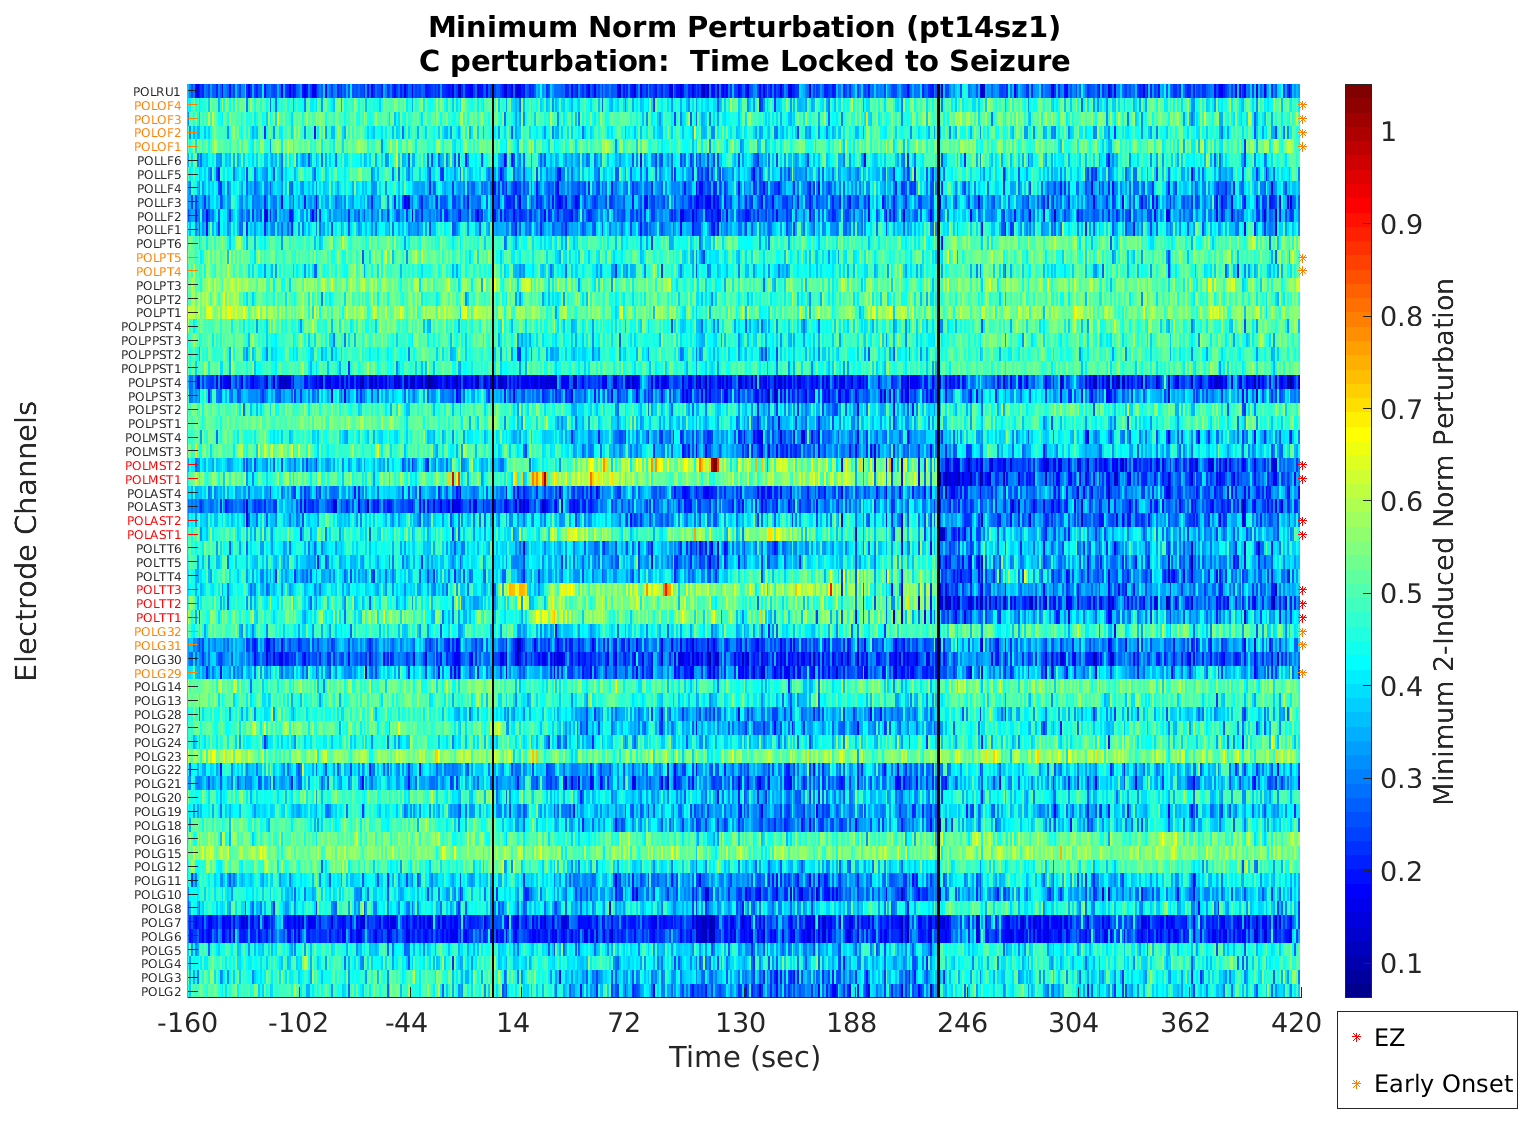 Minimum Norm Perturbation (pt14sz1)
C perturbation:  Time Locked to Seizure
Electrode Channels
POLRU1
POLOF4
POLOF3
POLOF2
POLOF1
POLLF6
POLLF5
POLLF4
POLLF3
POLLF2
POLLF1
POLPT6
POLPT5
POLPT4
POLPT3
POLPT2
POLPT1
POLPPST4
POLPPST3
POLPPST2
POLPPST1
POLPST4
POLPST3
POLPST2
POLPST1
POLMST4
POLMST3
POLMST2
POLMST1
POLAST4
POLAST3
POLAST2
POLAST1
POLTT6
POLTT5
POLTT4
POLTT3
POLTT2
POLTT1
POLG32
POLG31
POLG30
POLG29
POLG14
POLG13
POLG28
POLG27
POLG24
POLG23
POLG22
POLG21
POLG20
POLG19
POLG18
POLG16
POLG15
POLG12
POLG11
POLG10
POLG8
POLG7
POLG6
POLG5
POLG4
POLG3
POLG2
-160 -102 -44 14 72 130 188 246 304 362 420
Time (sec)
1
0.9
0.8
0.7
0.6
0.5
0.4
0.3
0.2
0.1
Minimum 2-Induced Norm Perturbation
EZ
Early Onset